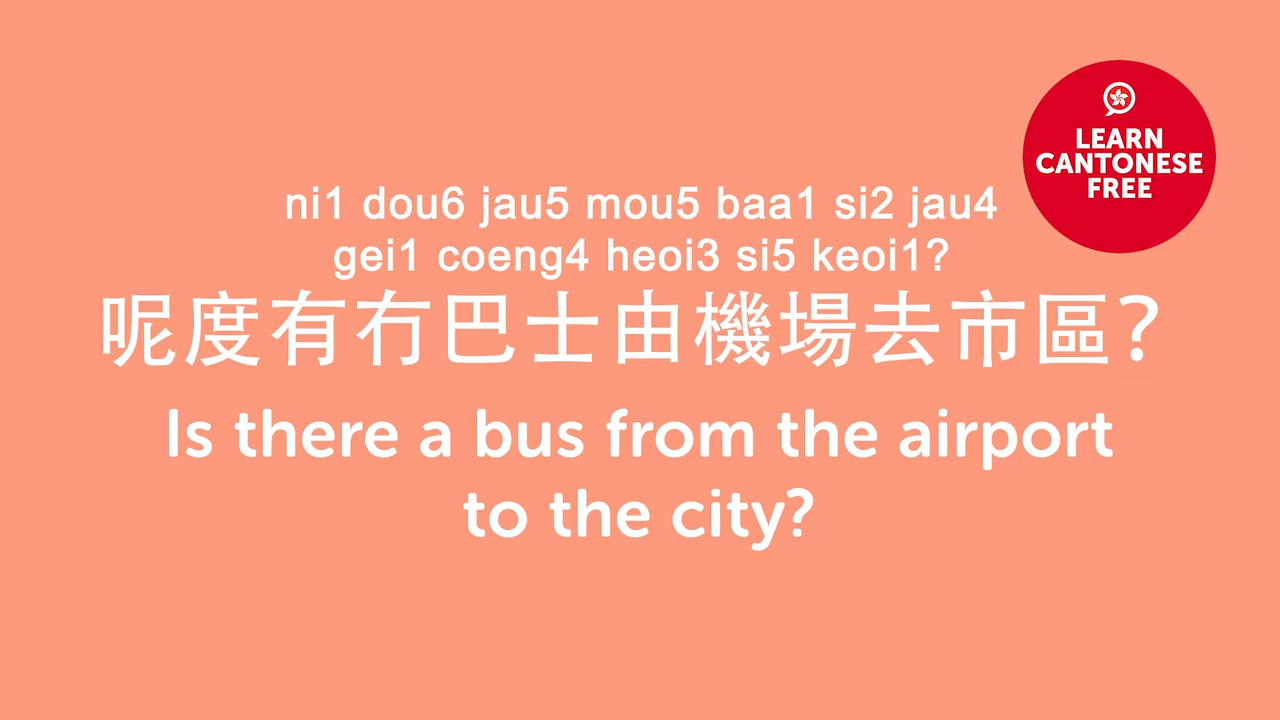 LEARN
CANTONESE
FREE
ni1 dou6 jau5 mou5 baa1 si2 jau4
gei1 coeng4 heoi3 si5 keoi1?
呢度有冇巴士由機場去市區?
Is there a bus from the airport
to the city?